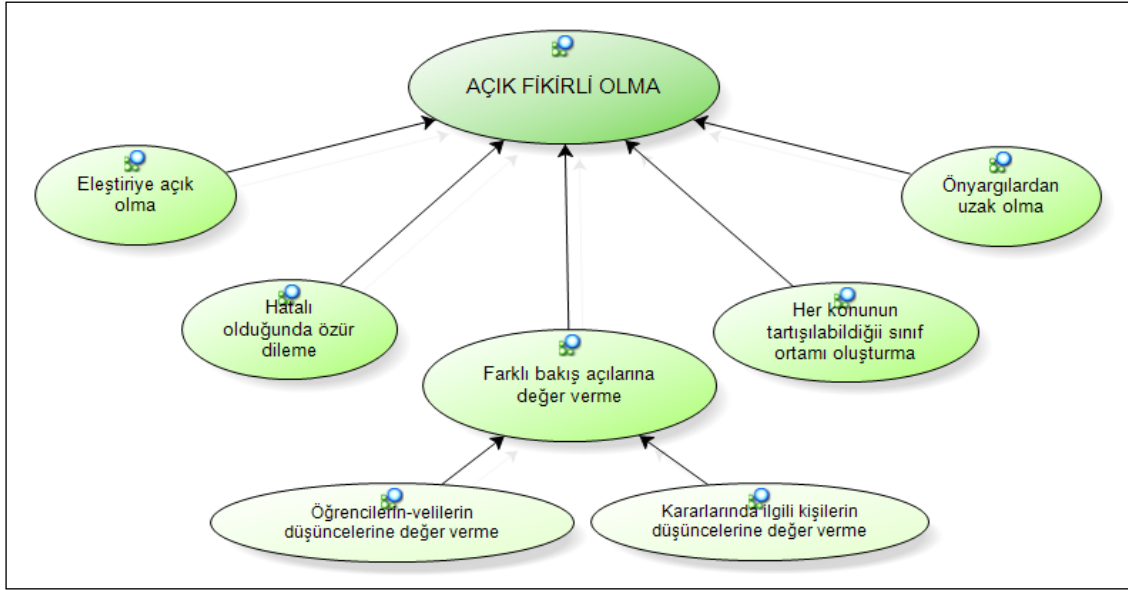 AÇIK FİKİRLİ OLMA
Eleştiriye açık
olma
Önyargılardan
uzak olma
Hatalı
olduğunda özür
dileme
Her konunun
tartışılabildiğii sınıf
ortamı oluşturma
Farklı bakış açılarına
değer verme
Öğrencilerin-velilerin
düşüncelerine değer verme
Kararlarında ilgili kişilerin
düşüncelerine değer verme